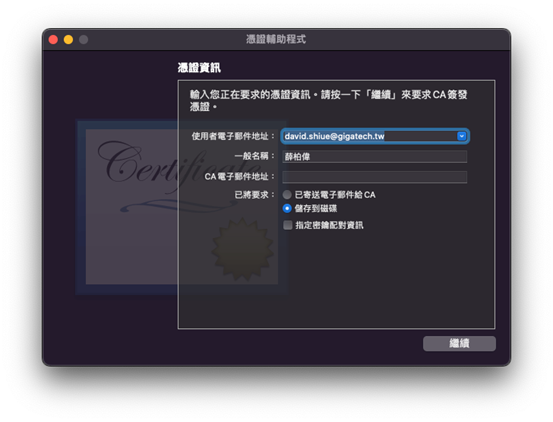 憑證輔助程式
憑證資訊
輸入您正在要求的憑證資訊。請按一下「繼續」來要求 CA 簽發
憑證。
使用者電子郵件地址： david.shiue@gigatech.tw
一般名稱： 薛柏偉
CA 電子郵件地址：
已將要求： 已寄送電子郵件給 CA
儲存到磁碟
指定密鑰配對資訊
Certificate
繼續